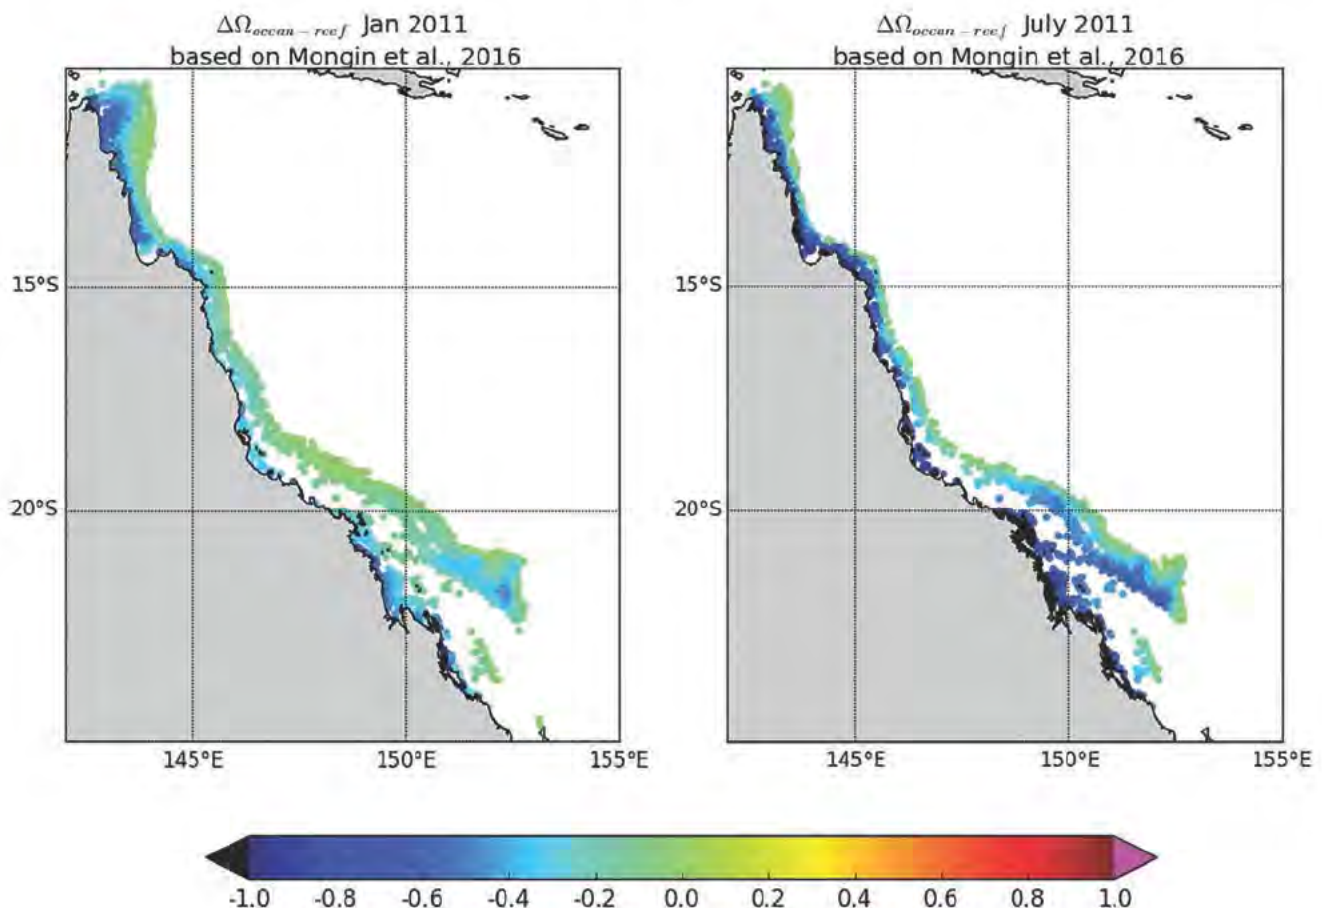 ΔΩocean−reef Jan 2011
based on Mongin et al., 2016
ΔΩocean−reef July 2011
based on Mongin et al., 2016
15°S
20°S
145°E
150°E
155°E
15°S
20°S
145°E
150°E
155°E
-1.0 -0.8 -0.6 -0.4 -0.2 0.0 0.2 0.4 0.6 0.8 1.0